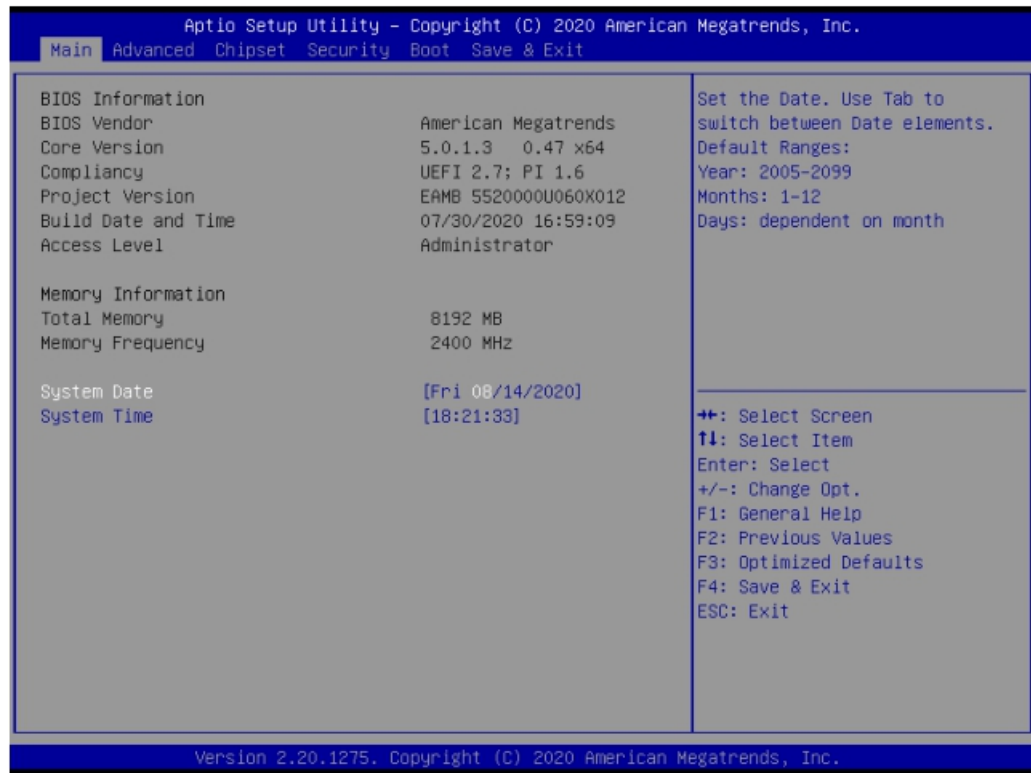 Aptio Setup Utility – Copyright (C) 2020 American Megatrends, Inc.
Main Advanced Chipset Security Boot Save & Exit
BIOS Information
BIOS Vendor American Megatrends
Core Version 5.0.1.3 0.47 x64
Compliancy UEFI 2.7; PI 1.6
Project Version EAMB 5520000U060X012
Build Date and Time 07/30/2020 16:59:09
Access Level Administrator
Memory Information
Total Memory 8192 MB
Memory Frequency 2400 MHz
System Date [Fri 08/14/2020]
System Time [18:21:33]
Set the Date. Use Tab to
switch between Date elements.
Default Ranges:
Year: 2005-2099
Months: 1-12
Days: dependent on month
→←: Select Screen
↑↓: Select Item
Enter: Select
+/-: Change Opt.
F1: General Help
F2: Previous Values
F3: Optimized Defaults
F4: Save & Exit
ESC: Exit
Version 2.20.1275. Copyright (C) 2020 American Megatrends, Inc.